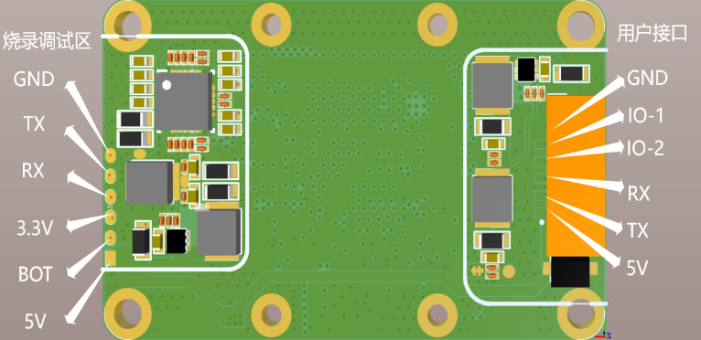 烧录调试区
GND
TX
RX
3.3V
BOT
5V
用户接口
GND
IO-1
IO-2
RX
TX
5V